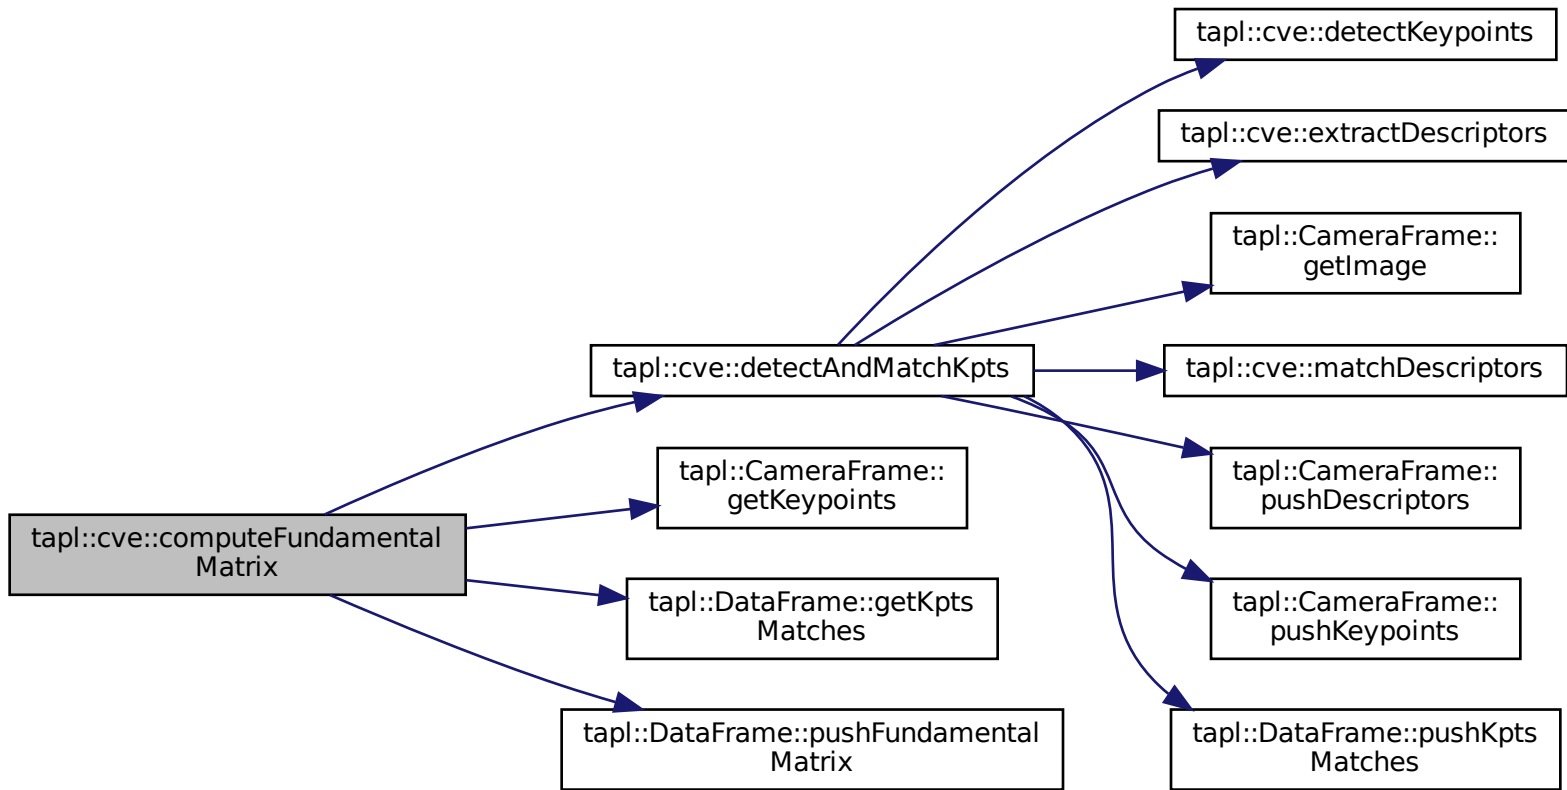 tapl::cve::computeFundamental
Matrix
tapl::cve::detectAndMatchKpts
tapl::CameraFrame::
getKeypoints
tapl::DataFrame::getKpts
Matches
tapl::DataFrame::pushFundamental
Matrix
tapl::cve::detectKeypoints
tapl::cve::extractDescriptors
tapl::CameraFrame::
getImage
tapl::cve::matchDescriptors
tapl::CameraFrame::
pushDescriptors
tapl::CameraFrame::
pushKeypoints
tapl::DataFrame::pushKpts
Matches